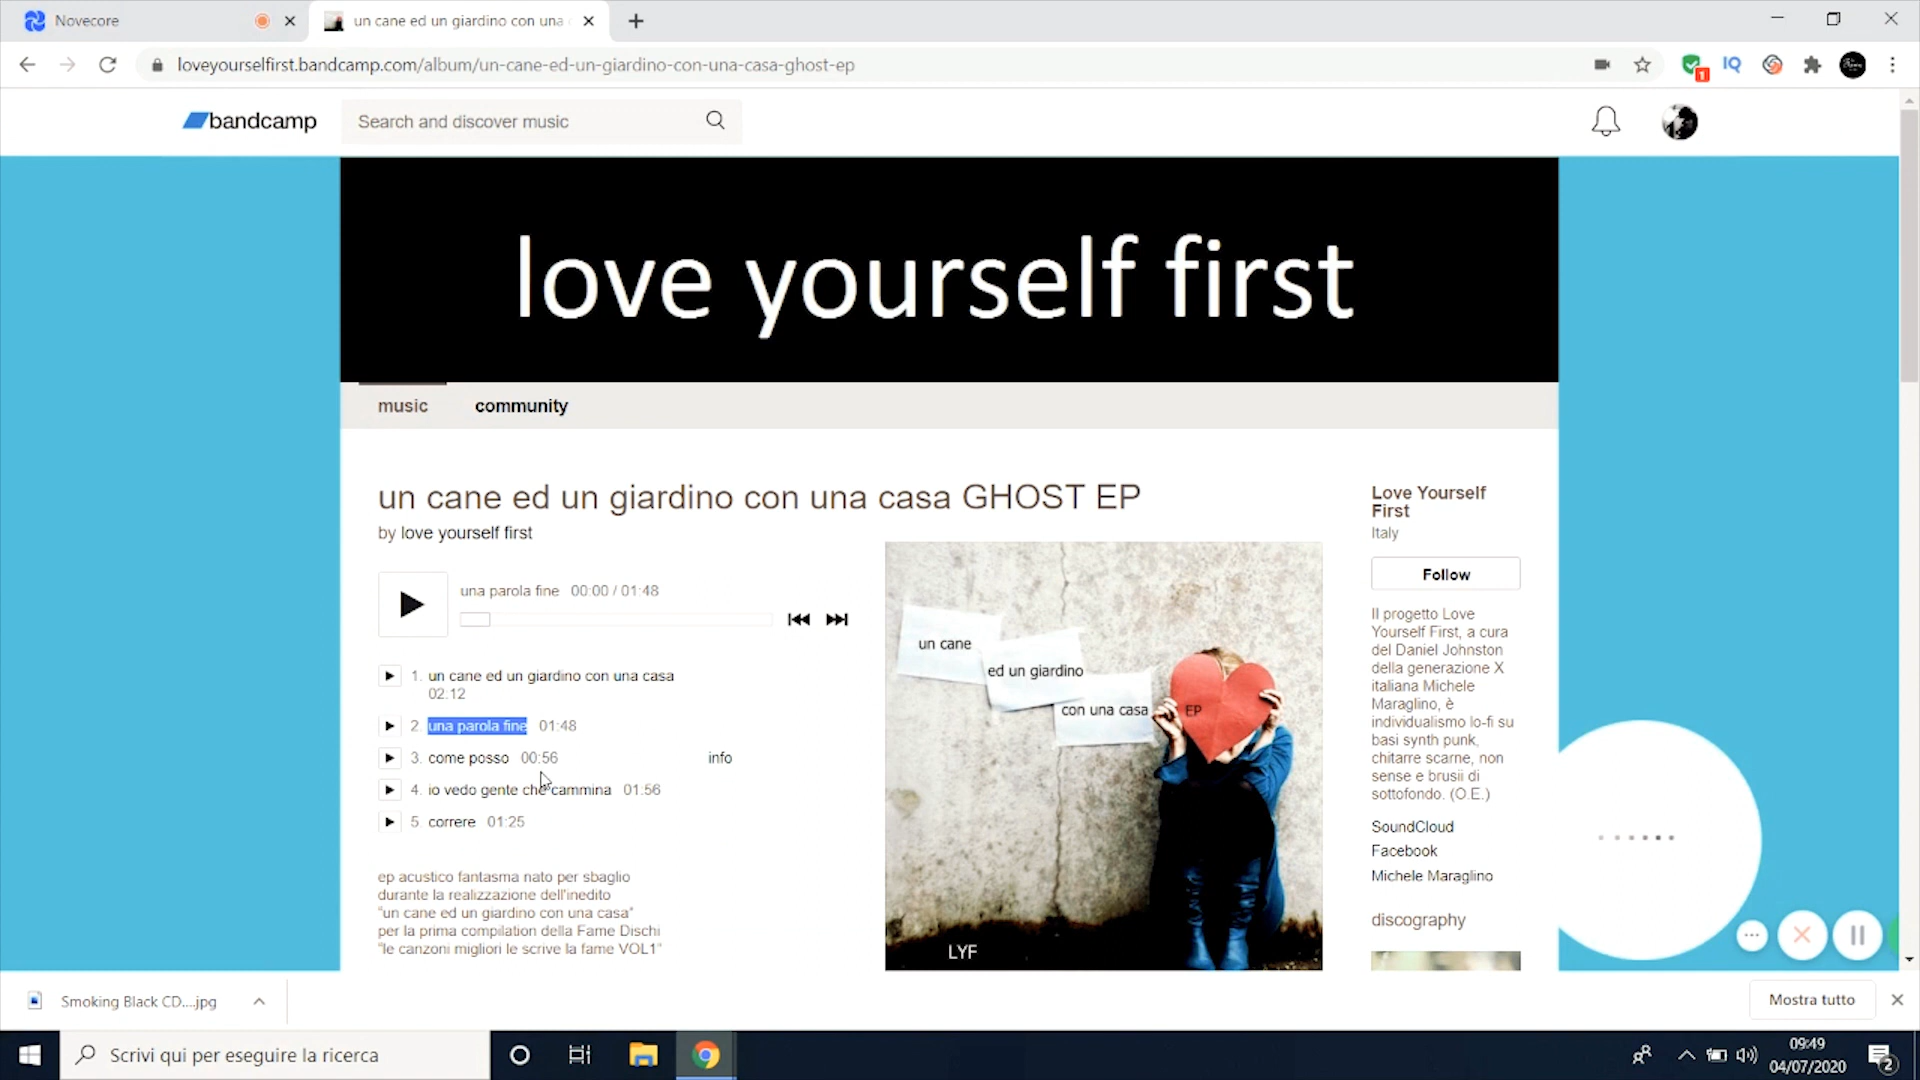 Novecore
un cane ed un giardino con una
loveyourselfirst.bandcamp.com/album/un-cane-ed-un-giardino-con-una-casa-ghost-ep
1
IQ
bandcamp
Search and discover music
love yourself first
music
community
un cane ed un giardino con una casa GHOST EP
by love yourself first
una parola fine 00:00 / 01:48
1. un cane ed un giardino con una casa
02:12
2 una parola fine 01:48
3. come posso 00:56 info
4. io vedo gente che cammina 01:56
5. correre 01:25
ep acustico fantasma nato per sbaglio
durante la realizzazione dell'inedito
"un cane ed un giardino con una casa"
per la prima compilation della Fame Dischi
"le canzoni migliori le scrive la fame VOL1"
un cane
ed un giardino
con una casa
EP
LYF
Love Yourself
First
Italy
Follow
Il progetto Love
Yourself First, a cura
del Daniel Johnston
della generazione X
italiana Michele
Maraglino, è
individualismo lo-fi su
basi synth punk,
chitarre scarne, non
sense e brusii di
sottofondo. (O.E.)
SoundCloud
Facebook
Michele Maraglino
discography
Smoking Black CD....jpg
Mostra tutto
Scrivi qui per eseguire la ricerca
09:49
04/07/2020
2